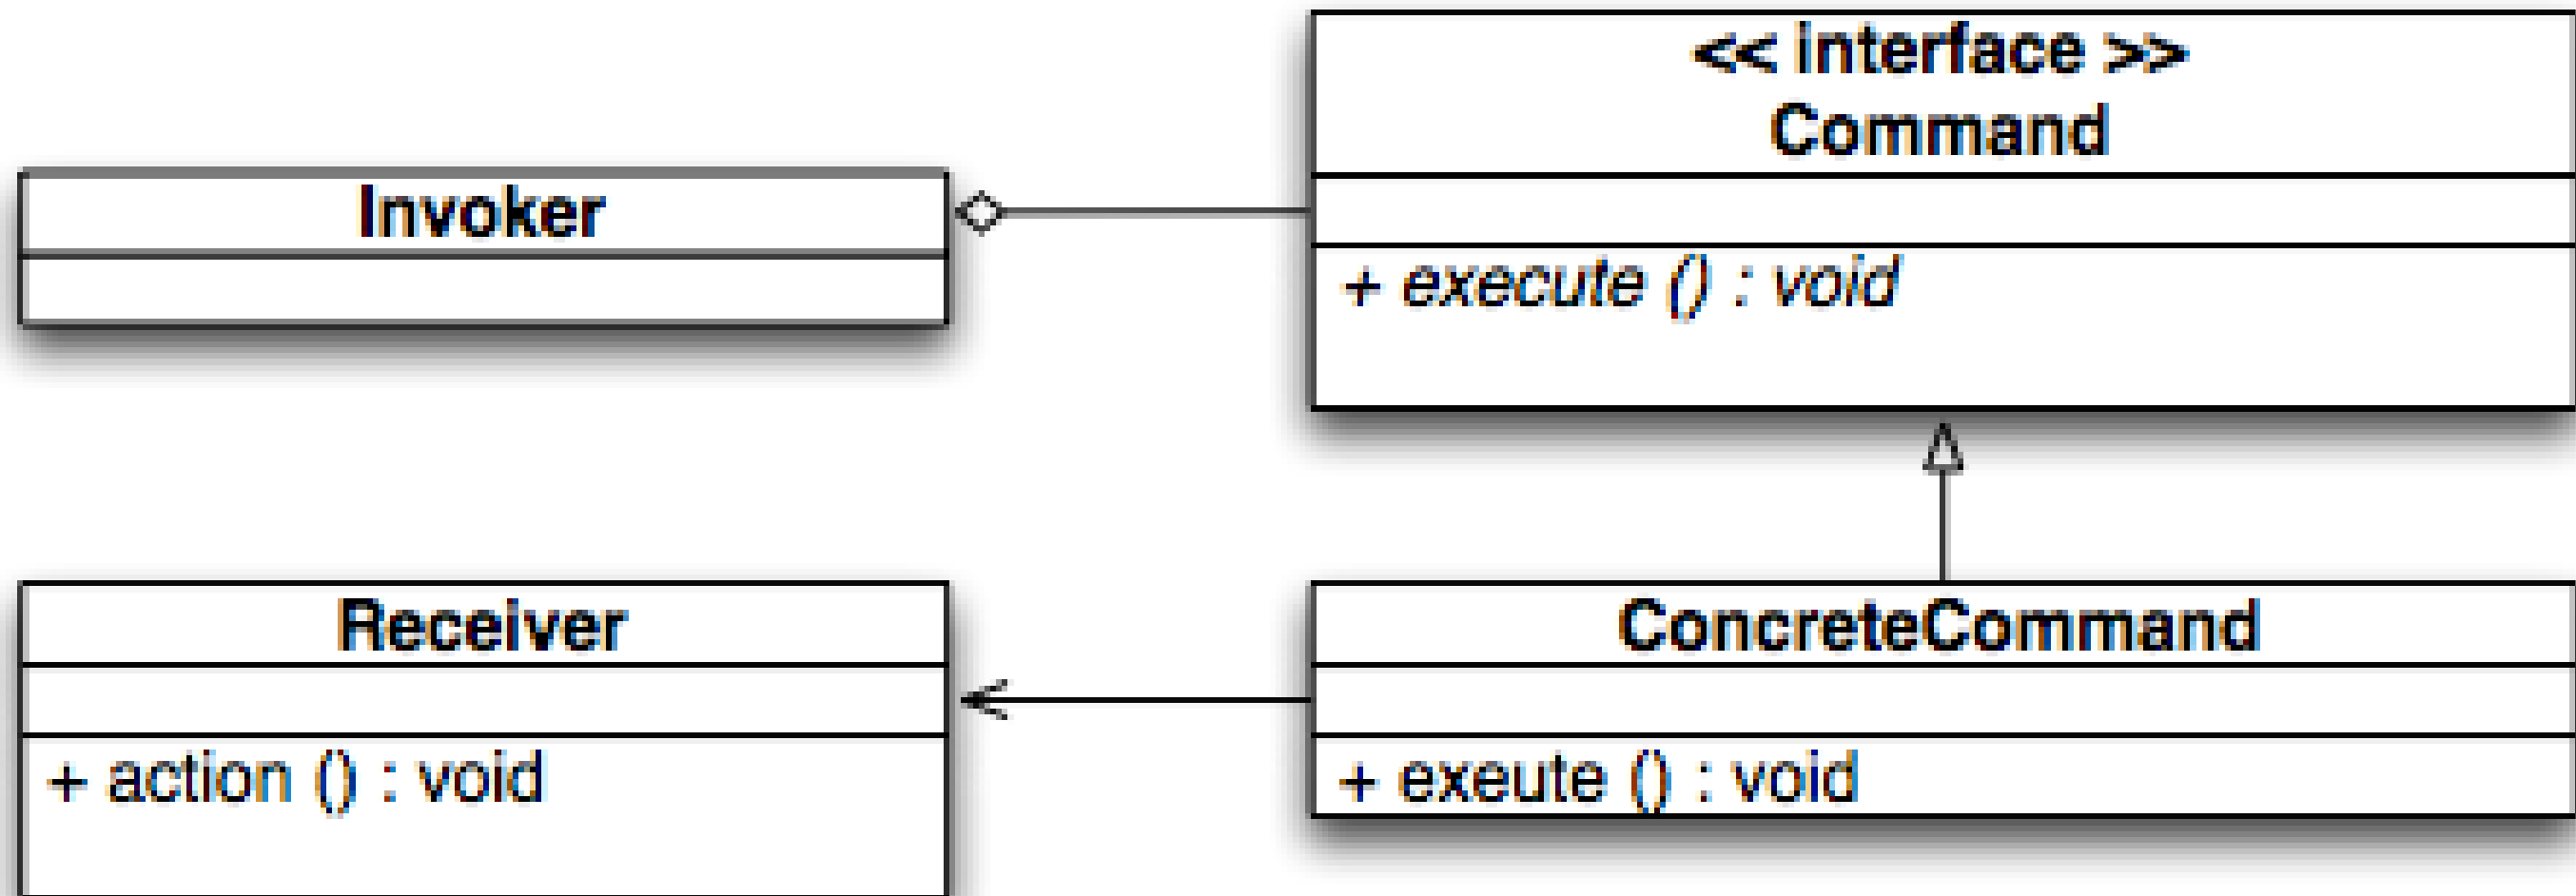 << interface >>
Command
Invoker
+ execute () : void
Receiver
ConcreteCommand
+ action () : void
+ exeute () : void